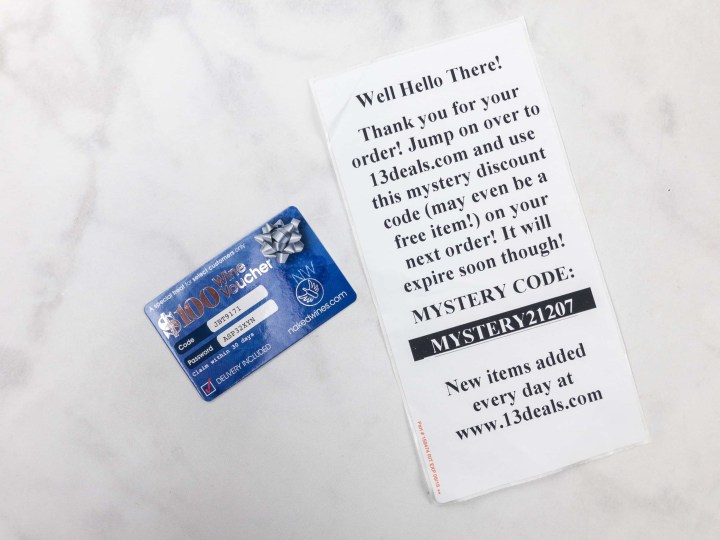 A special treat for select customers only
$100 Wine
Voucher
Code JBT9171
Password ASP32XYN
Claim within 30 days
DELIVERY INCLUDED
NW
nakedwines.com
Well Hello There!
Thank you for your
order! Jump on over to
13deals.com and use
this mystery discount
code (may even be a
free item!) on your
next order! It will
expire soon though!
MYSTERY CODE:
MYSTERY21207
New items added
every day at
www.13deals.com